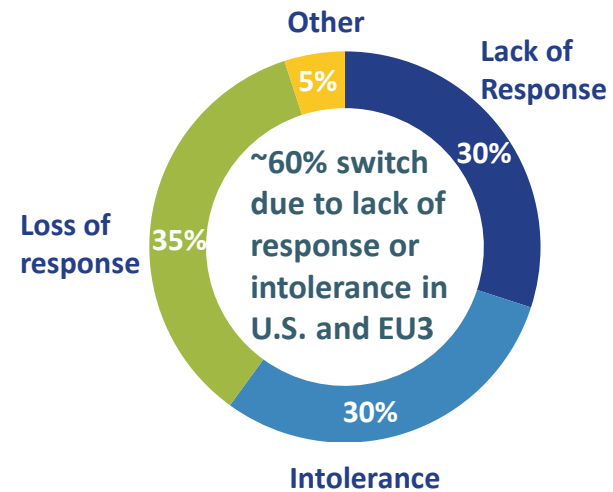 Other
5%
Lack of
Response
30%
~60% switch
due to lack of
response or
intolerance in
U.S. and EU3
Loss of
response
35%
30%
Intolerance